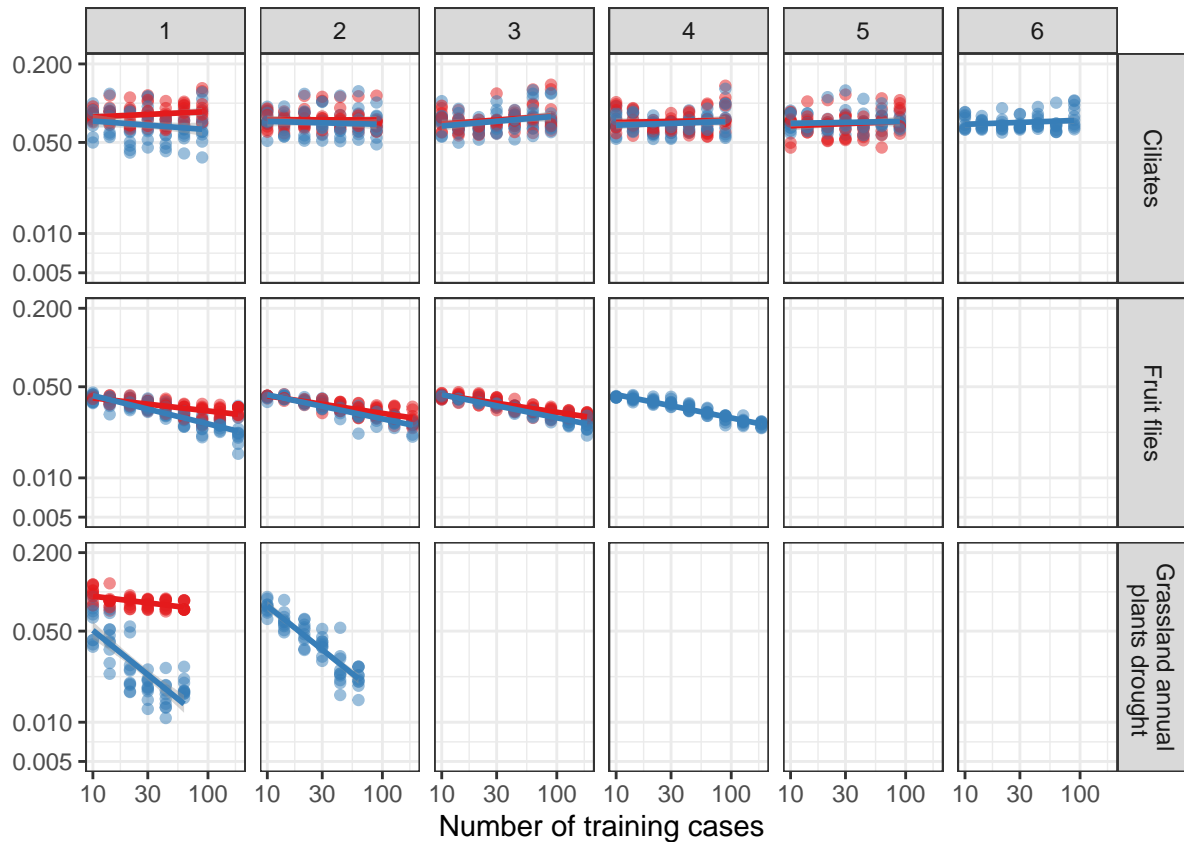 1 2 3 4 5 6
0.200
0.050
0.010
0.005
Ciliates
0.200
0.050
0.010
0.005
Fruit flies
0.200
0.050
0.010
0.005
Grassland annual
plants drought
10 30 100 10 30 100 10 30 100 10 30 100 10 30 100 10 30 100
Number of training cases